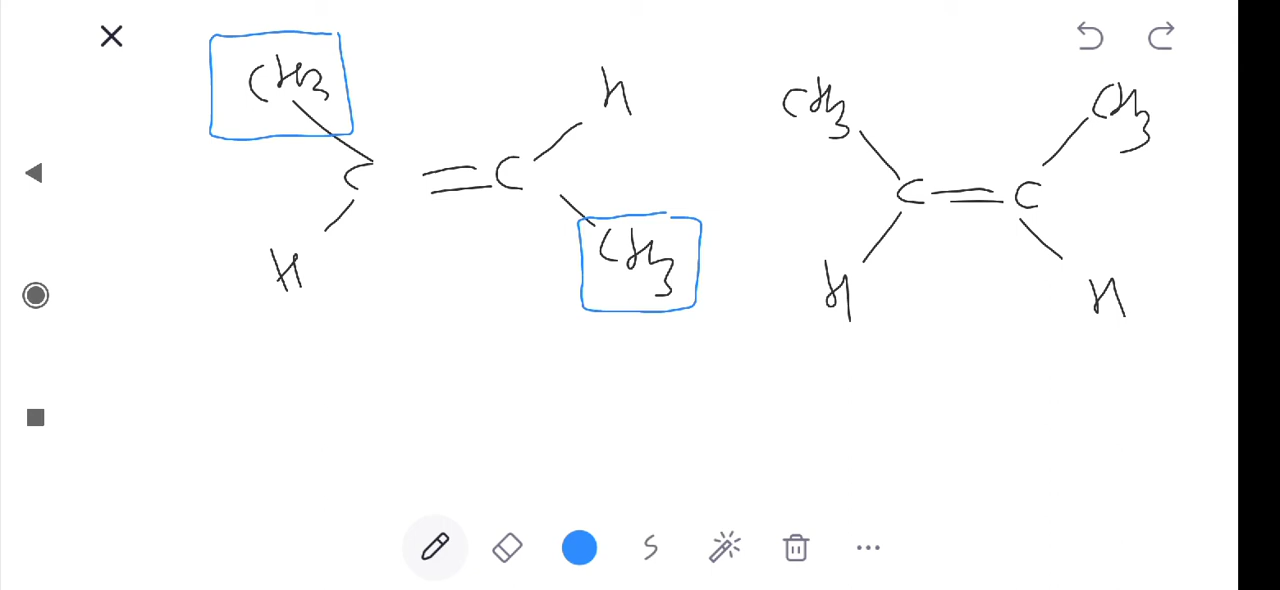 CH3 H
C = C
H CH3
CH3 CH3
C = C
H H